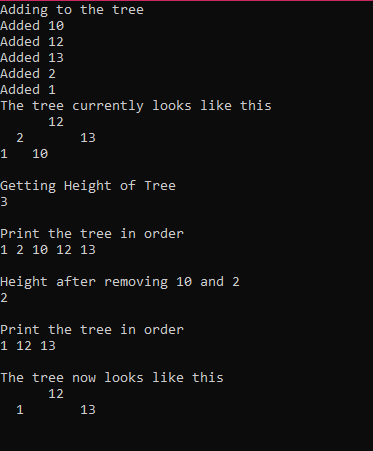 Adding to the tree
Added 10
Added 12
Added 13
Added 2
Added 1
The tree currently looks like this
      12
  2       13
1   10

Getting Height of Tree
3

Print the tree in order
1 2 10 12 13

Height after removing 10 and 2
2

Print the tree in order
1 12 13

The tree now looks like this
      12
  1       13